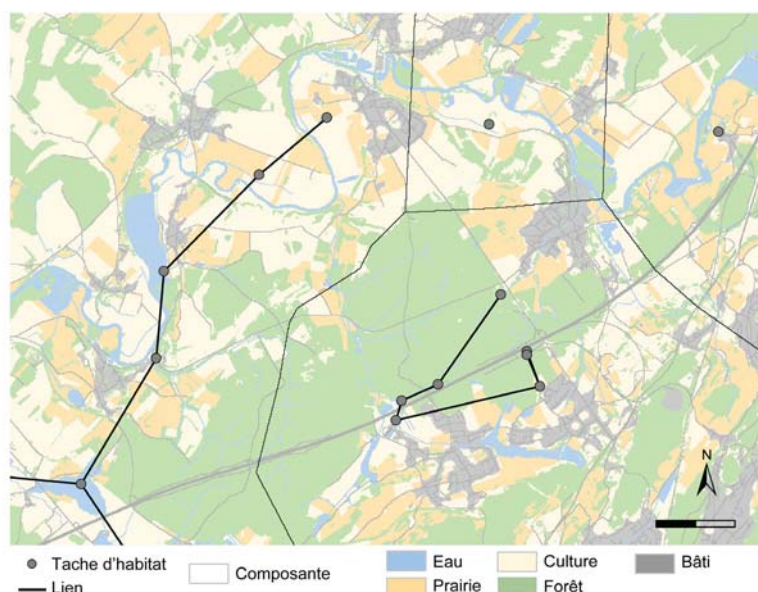 N
Tache d'habitat
Composante
Eau
Culture
Bâti
Lien
Prairie
Forêt